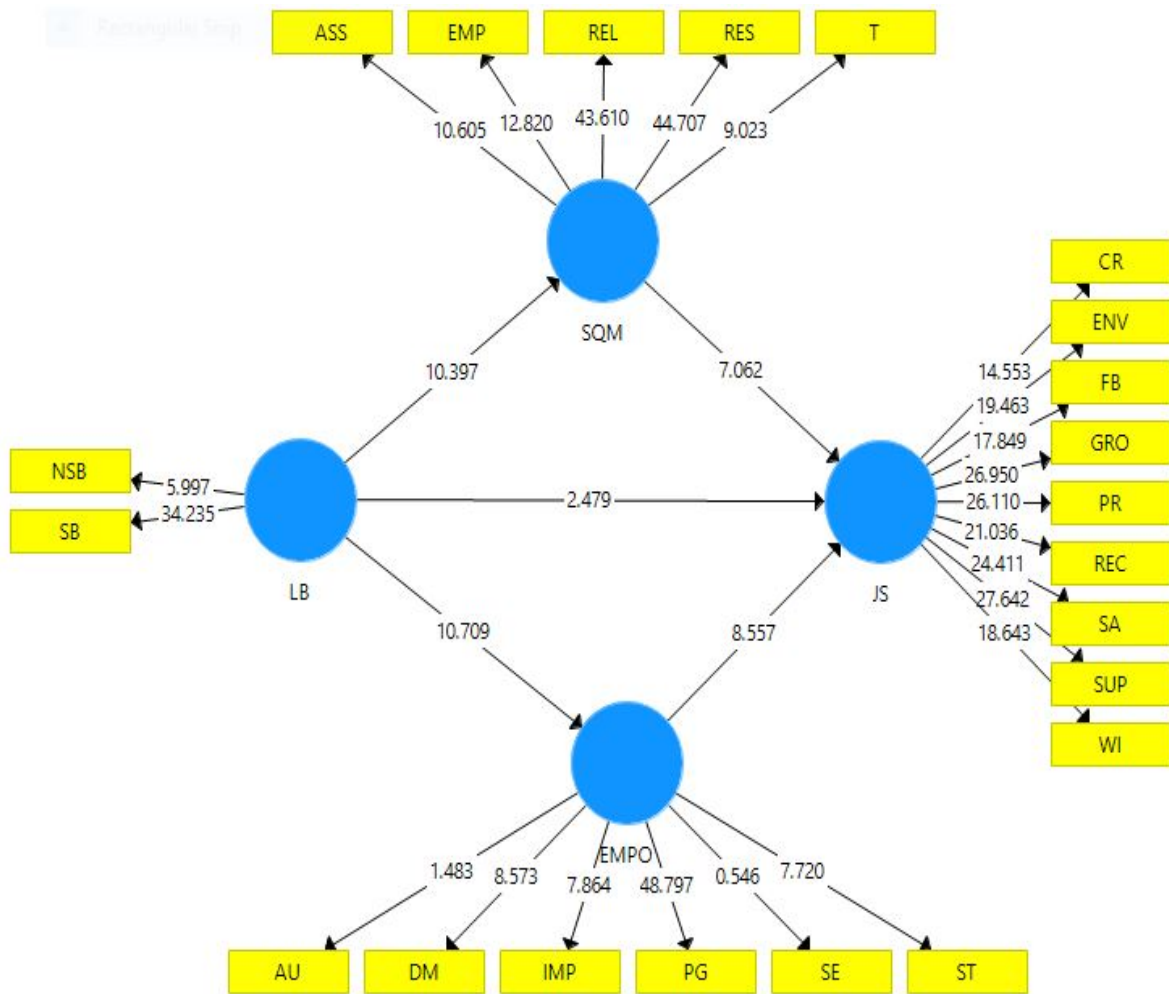 Rectangular Snip
ASS
EMP
REL
RES
T
10.605
12.820
43.610
44.707
9.023
SQM
CR
ENV
FB
GRO
PR
REC
SA
SUP
WI
14.553
19.463
17.849
26.950
26.110
21.036
24.411
27.642
18.643
10.397
7.062
NSB
SB
5.997
34.235
LB
2.479
JS
10.709
8.557
EMPO
1.483
8.573
7.864
48.797
0.546
7.720
AU
DM
IMP
PG
SE
ST